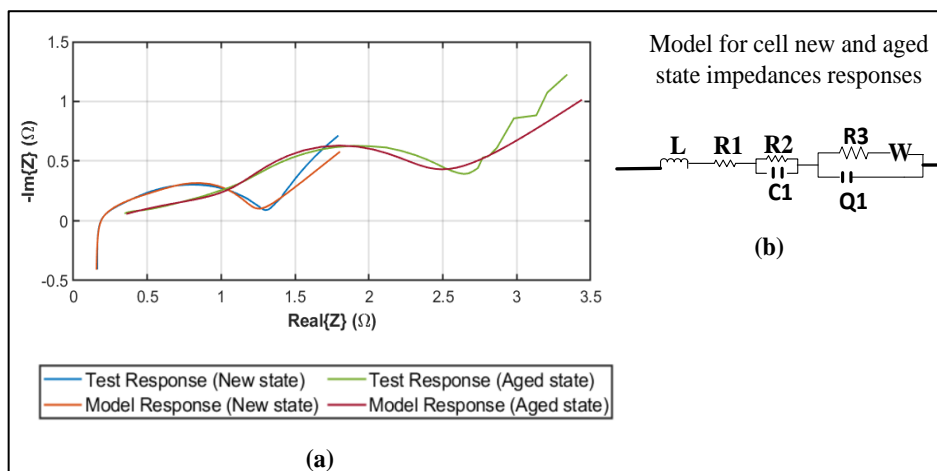 -Im{Z} (Ω)
1.5
1
0.5
0
-0.5
0 0.5 1 1.5 2 2.5 3 3.5
Real{Z} (Ω)
Test Response (New state)
Test Response (Aged state)
Model Response (New state)
Model Response (Aged state)
(a)
Model for cell new and aged
state impedances responses
L R1 R2 R3 W
C1 Q1
(b)